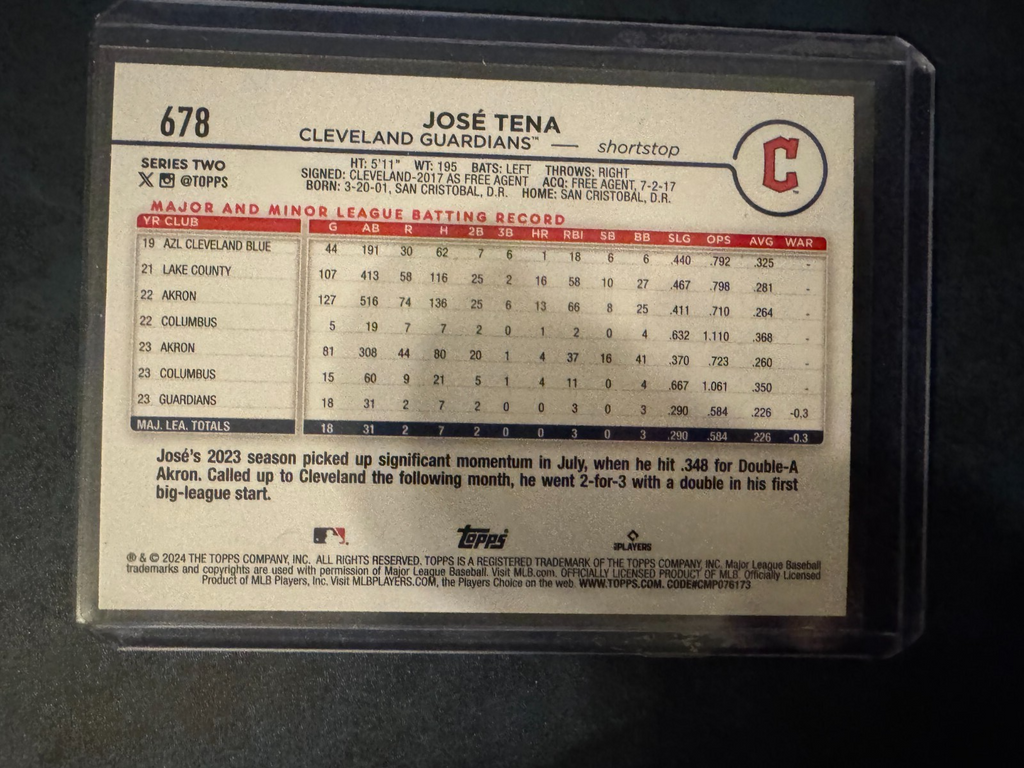 678
JOSÉ TENA
CLEVELAND GUARDIANS™ — shortstop
C
SERIES TWO
X @TOPPS
HT: 5'11" WT: 195 BATS: LEFT THROWS: RIGHT
SIGNED: CLEVELAND-2017 AS FREE AGENT ACQ: FREE AGENT, 7-2-17
BORN: 3-20-01, SAN CRISTOBAL, D.R. HOME: SAN CRISTOBAL, D.R.
MAJOR AND MINOR LEAGUE BATTING RECORD
YR CLUB G AB R H 2B 3B HR RBI SB BB SLG OPS AVG WAR
19 AZL CLEVELAND BLUE 44 191 30 62 7 6 1 18 6 6 .440 .792 .325 -
21 LAKE COUNTY 107 413 58 116 25 2 16 58 10 27 .467 .798 .281 -
22 AKRON 127 516 74 136 25 6 13 66 8 25 .411 .710 .264 -
22 COLUMBUS 5 19 7 7 2 0 1 2 0 4 .632 1.110 .368 -
23 AKRON 81 308 44 80 20 1 4 37 16 41 .370 .723 .260 -
23 COLUMBUS 15 60 9 21 5 1 4 11 0 4 .667 1.061 .350 -
23 GUARDIANS 18 31 2 7 2 0 0 3 0 3 .290 .584 .226 -0.3
MAJ. LEA. TOTALS 18 31 2 7 2 0 0 3 0 3 .290 .584 .226 -0.3
José's 2023 season picked up significant momentum in July, when he hit .348 for Double-A
Akron. Called up to Cleveland the following month, he went 2-for-3 with a double in his first
big-league start.
topps
PLAYERS
® & © 2024 THE TOPPS COMPANY, INC. ALL RIGHTS RESERVED. TOPPS IS A REGISTERED TRADEMARK OF THE TOPPS COMPANY, INC. Major League Baseball
trademarks and copyrights are used with permission of Major League Baseball. Visit MLB.com. OFFICIALLY LICENSED PRODUCT OF MLB. Officially Licensed
Product of MLB Players, Inc. Visit MLBPLAYERS.COM, the Players Choice on the web. WWW.TOPPS.COM. CODE#CMP076173